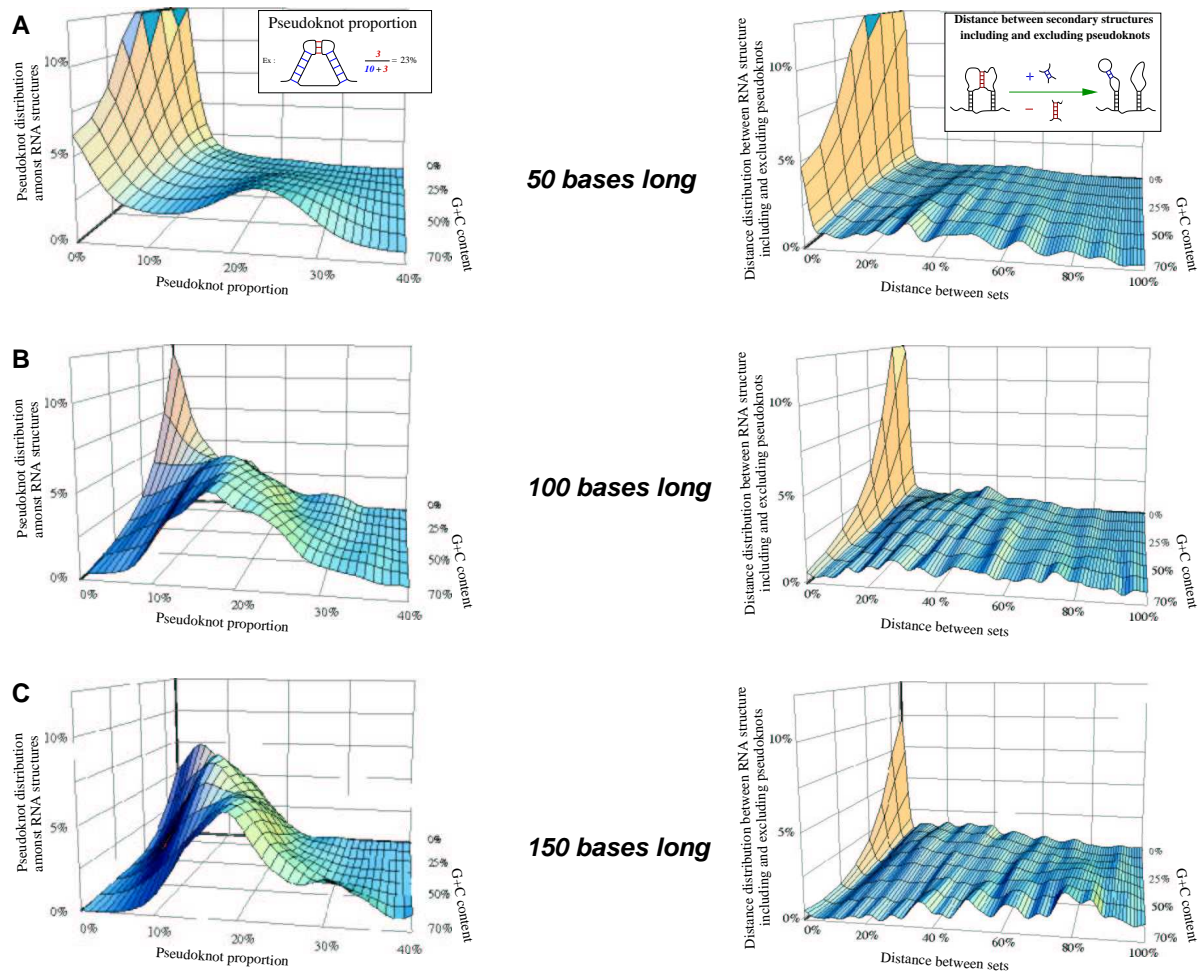 A
Pseudoknot distribution
amonst RNA structures
10%
5%
0%
0%
10%
20%
30%
40%
Pseudoknot proportion
0%
25%
50%
70%
G+C content
Pseudoknot proportion
Ex :
3
10 + 3
= 23%
50 bases long
Distance distribution between RNA structure
including and excluding pseudoknots
10%
5%
0%
0%
20%
40 %
60%
80%
100%
Distance between sets
0%
25%
50%
70%
G+C content
Distance between secondary structures
including and excluding pseudoknots
+
−
B
Pseudoknot distribution
amonst RNA structures
10%
5%
0%
0%
10%
20%
30%
40%
Pseudoknot proportion
0%
25%
50%
70%
G+C content
100 bases long
Distance distribution between RNA structure
including and excluding pseudoknots
10%
5%
0%
0%
20%
40 %
60%
80%
100%
Distance between sets
0%
25%
50%
70%
G+C content
C
Pseudoknot distribution
amonst RNA structures
10%
5%
0%
0%
10%
20%
30%
40%
Pseudoknot proportion
0%
25%
50%
70%
G+C content
150 bases long
Distance distribution between RNA structure
including and excluding pseudoknots
10%
5%
0%
0%
20%
40 %
60%
80%
100%
Distance between sets
0%
25%
50%
70%
G+C content